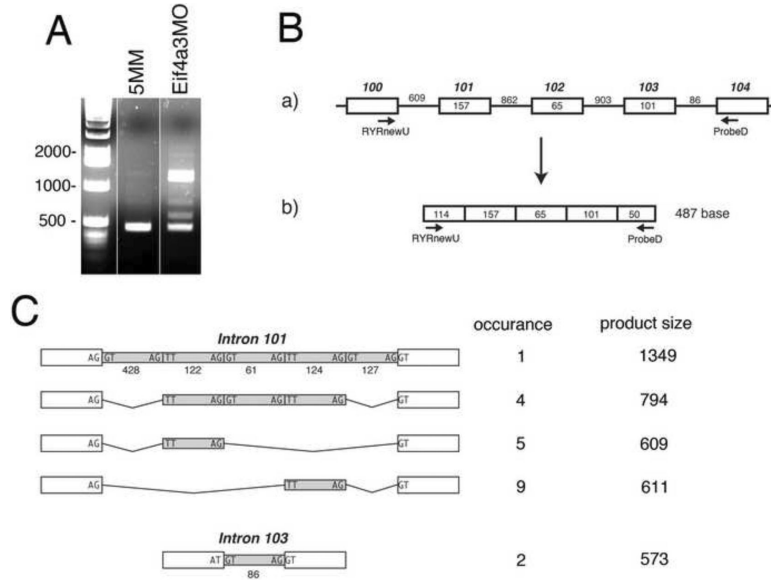 A
5MM
Eif4a3MO
2000-
1000-
500 -
B
a)
100 101 102 103 104
609 157 862 65 903 101 86
RYRnewU ProbeD
b)
114 157 65 101 50
487 base
RYRnewU ProbeD
C
occurance product size
Intron 101
AG GT AG TT AG GT AG TT AG GT AG GT
428 122 61 124 127
1 1349
AG TT AG GT AG TT AG GT
4 794
AG TT AG GT
5 609
AG TT AG GT
9 611
Intron 103
AT GT AG GT
86
2 573